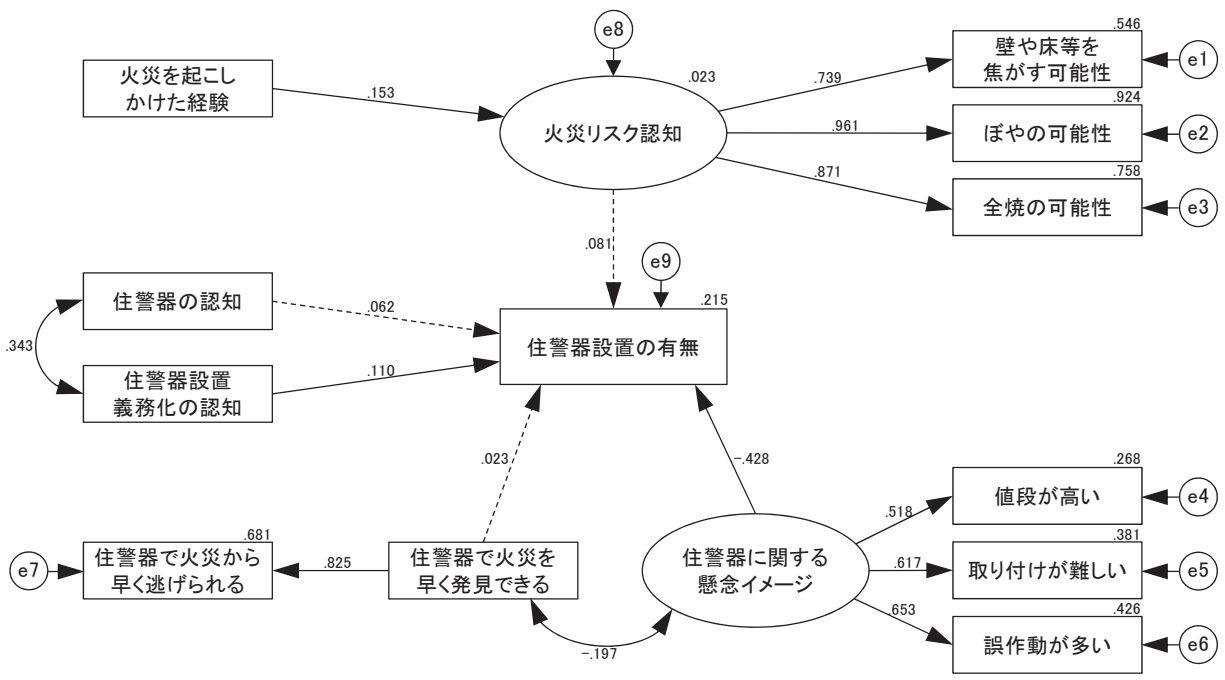 e8
.546
壁や床等を
焦がす可能性
e1
火災を起こし
かけた経験
.153
.023
.739
火災リスク認知
.961
.924
ぼやの可能性
e2
.871
.758
全焼の可能性
e3
.081
e9
住警器の認知
.062
.215
住警器設置の有無
.343
住警器設置
義務化の認知
.110
.023
-.428
.268
値段が高い
e4
.518
.681
e7
住警器で火災から
早く逃げられる
.825
住警器で火災を
早く発見できる
住警器に関する
懸念イメージ
.617
.381
取り付けが難しい
e5
.653
.426
誤作動が多い
e6
-.197